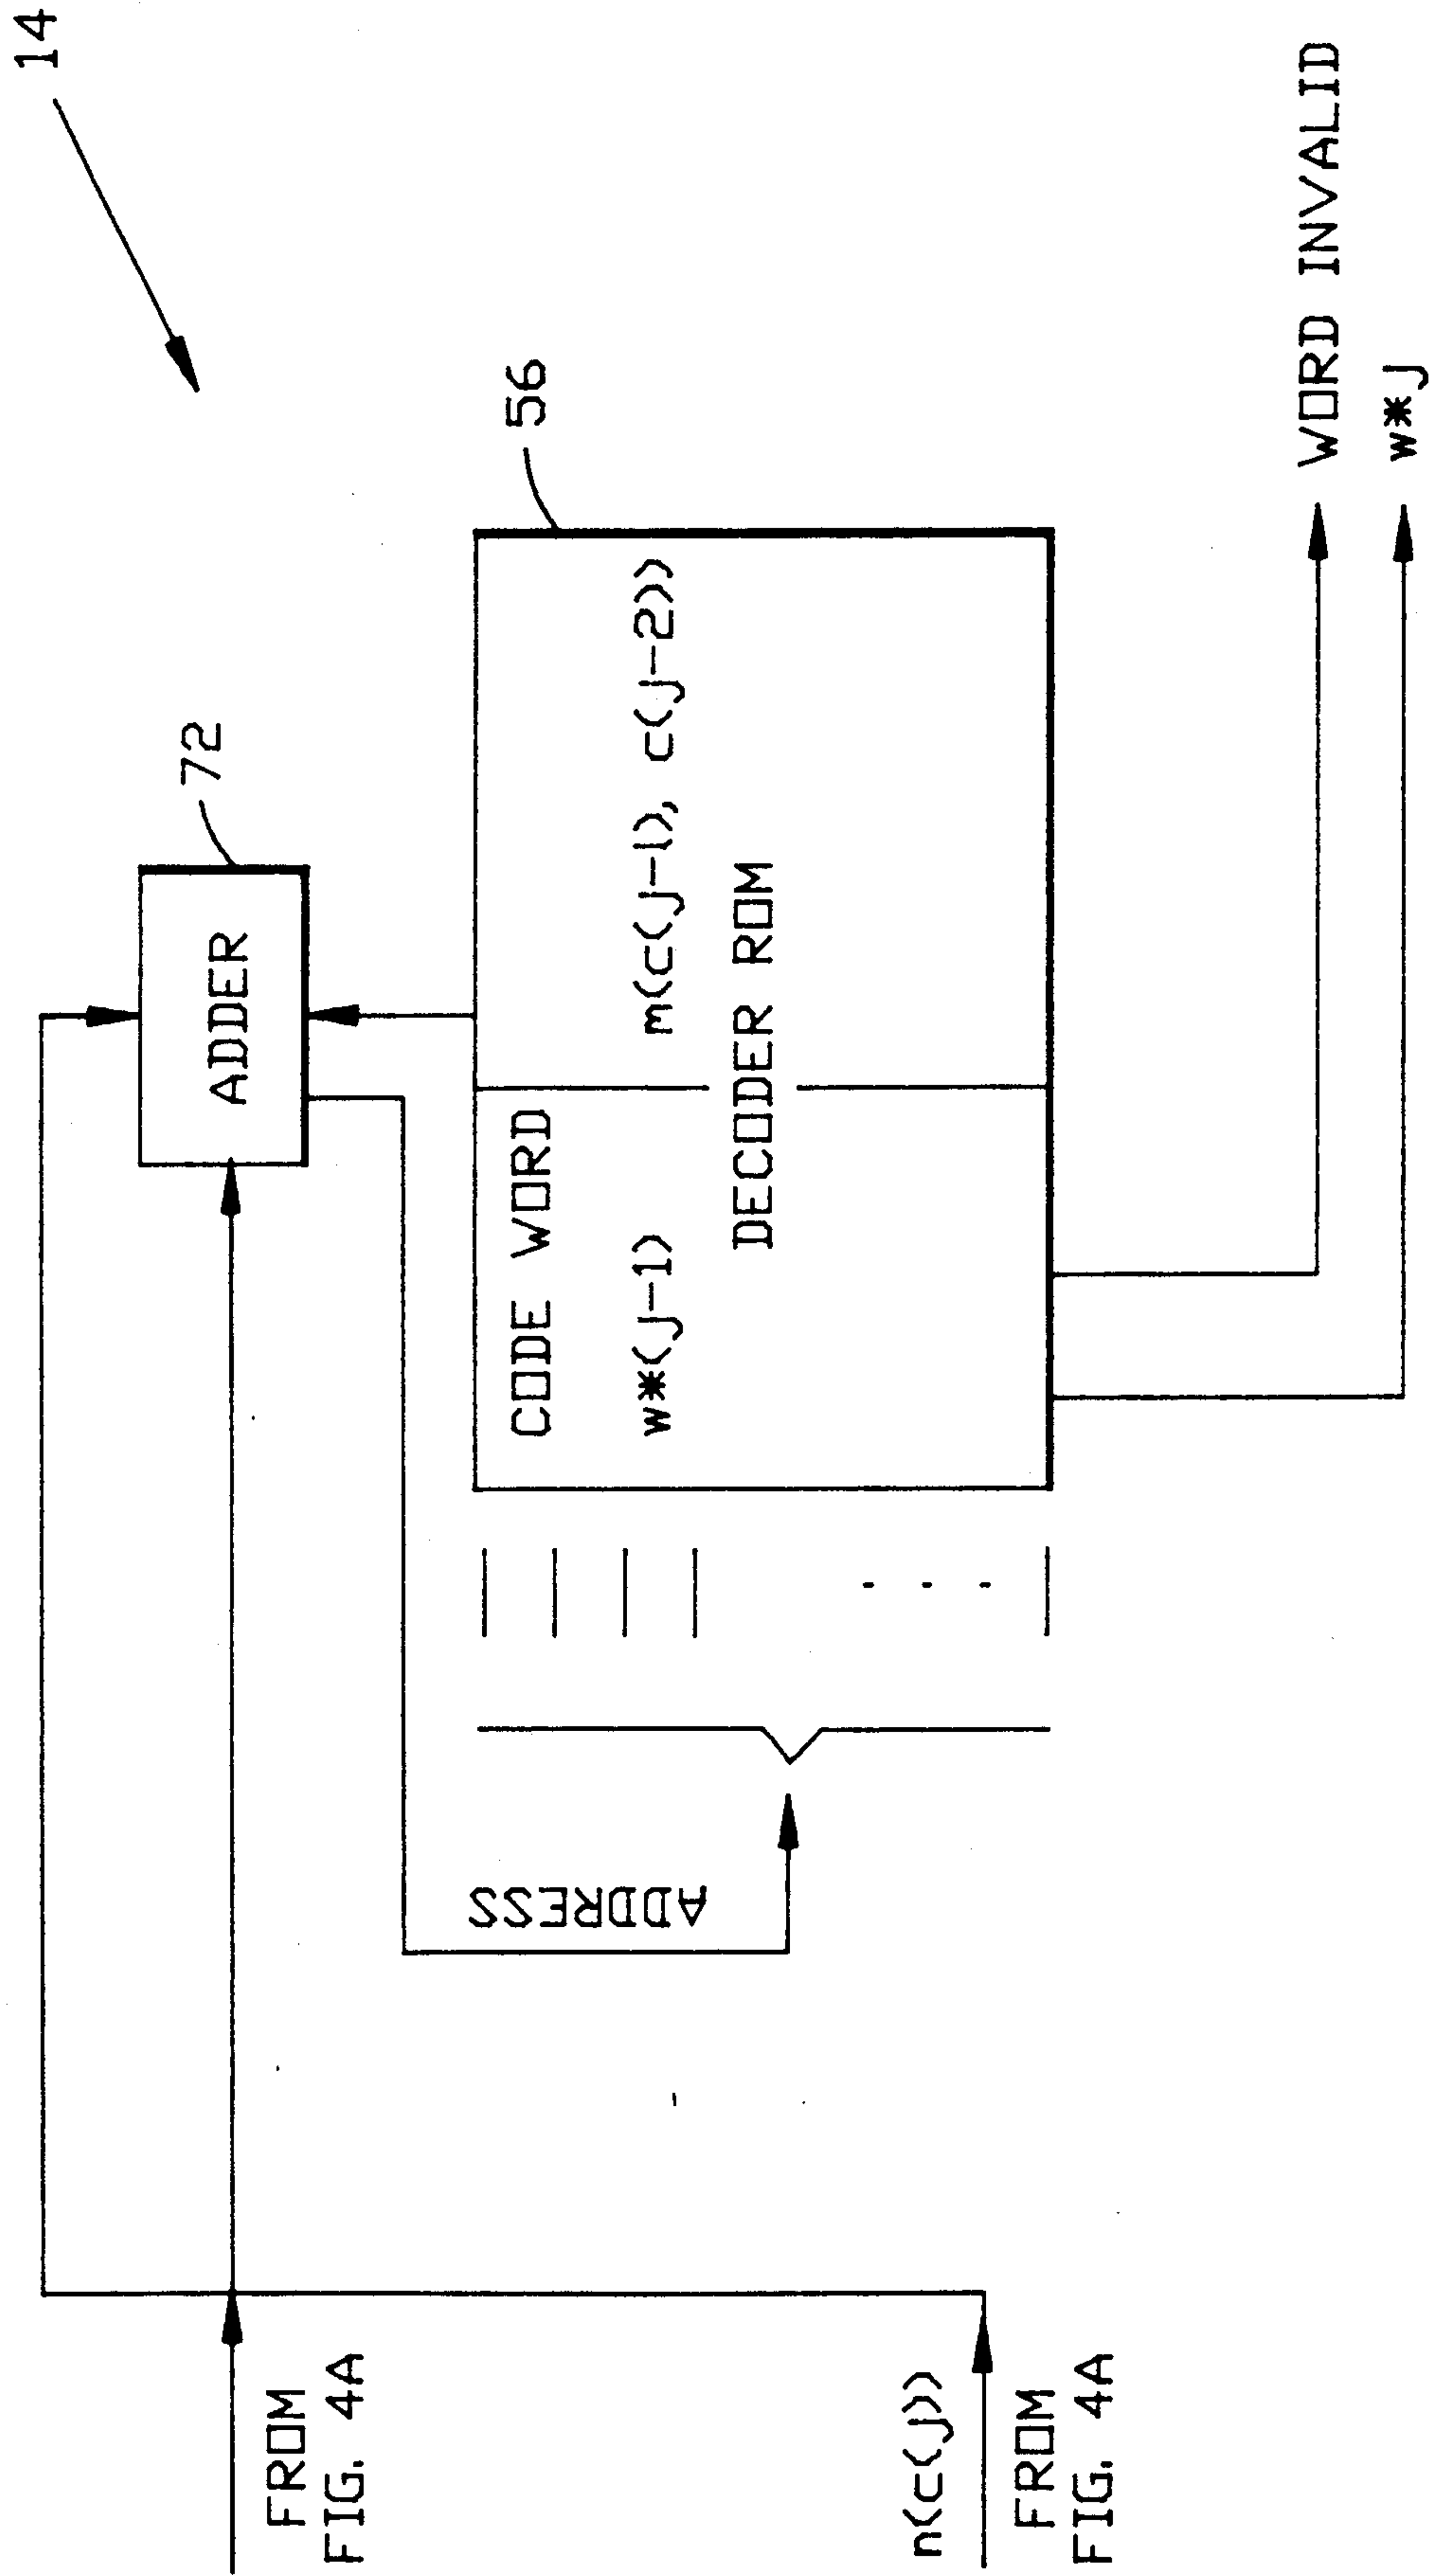 14
72
ADDER
FROM
FIG. 4A
56
CODE WORD
w*(j-1)
m(c(j-1), c(j-2))
DECODER ROM
ADDRESS
n(c(j))
FROM
FIG. 4A
WORD INVALID
w*j